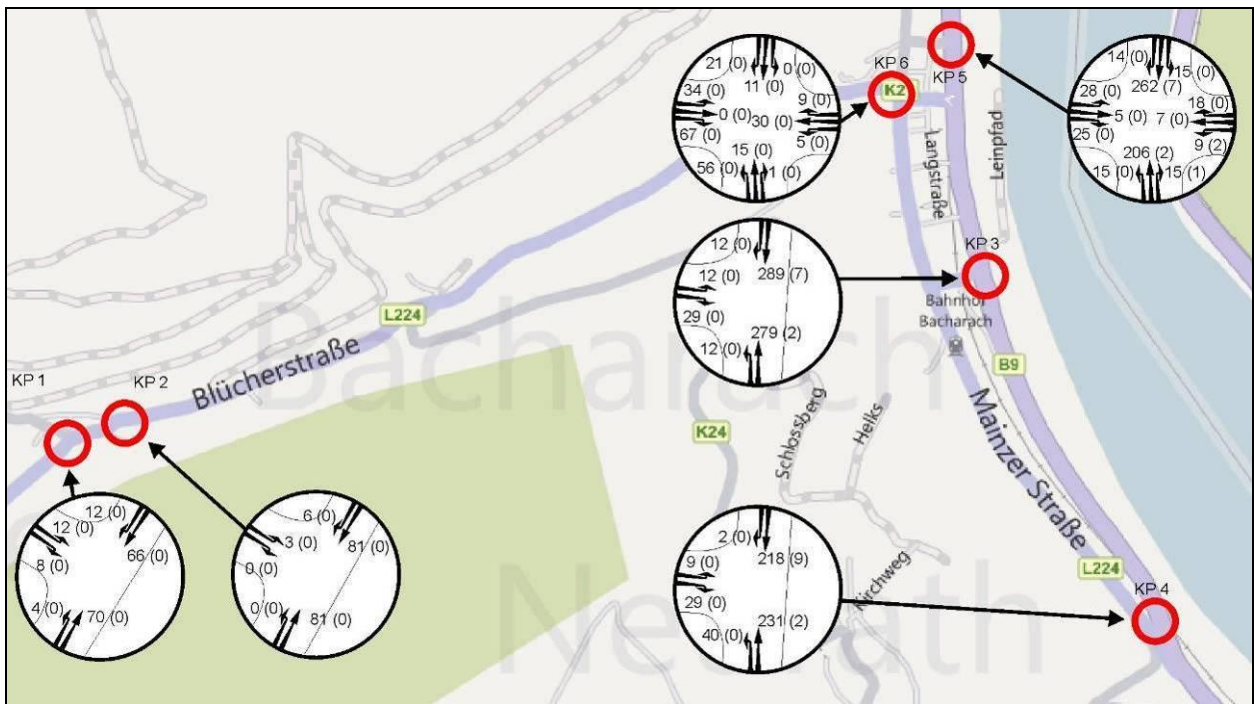 KP 6
KP 5
K2
Langstraße
Leinpfad
21 (0)
0 (0)
11 (0)
34 (0)
9 (0)
0 (0)
30 (0)
67 (0)
5 (0)
15 (0)
56 (0)
1 (0)
14 (0)
15 (0)
262 (7)
28 (0)
18 (0)
5 (0)
7 (0)
25 (0)
9 (2)
206 (2)
15 (0)
15 (1)
KP 3
12 (0)
289 (7)
12 (0)
29 (0)
279 (2)
12 (0)
Bahnhof
Bacharach
L224
Blücherstraße
Bacharach
B9
K24
Schlossberg
Helks
Mainzer Straße
KP 1
KP 2
12 (0)
12 (0)
66 (0)
8 (0)
4 (0)
70 (0)
6 (0)
3 (0)
81 (0)
0 (0)
0 (0)
81 (0)
2 (0)
218 (9)
9 (0)
29 (0)
231 (2)
40 (0)
Kirchweg
L224
KP 4